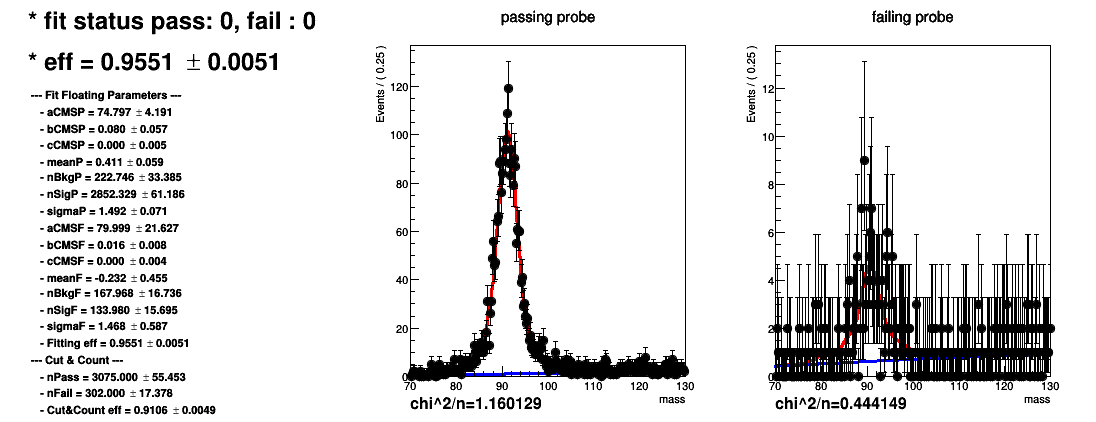 * fit status pass: 0, fail : 0
* eff = 0.9551 ± 0.0051
--- Fit Floating Parameters ---
- aCMSP = 74.797 ± 4.191
- bCMSP = 0.080 ± 0.057
- cCMSP = 0.000 ± 0.005
- meanP = 0.411 ± 0.059
- nBkgP = 222.746 ± 33.385
- nSigP = 2852.329 ± 61.186
- sigmaP = 1.492 ± 0.071
- aCMSF = 79.999 ± 21.627
- bCMSF = 0.016 ± 0.008
- cCMSF = 0.000 ± 0.004
- meanF = -0.232 ± 0.455
- nBkgF = 167.968 ± 16.736
- nSigF = 133.980 ± 15.695
- sigmaF = 1.468 ± 0.587
- Fitting eff = 0.9551 ± 0.0051
--- Cut & Count ---
- nPass = 3075.000 ± 55.453
- nFail = 302.000 ± 17.378
- Cut&Count eff = 0.9106 ± 0.0049
passing probe
Events / ( 0.25 )
120
100
80
60
40
20
0
70 80 90 100 110 120 130
mass
chi^2/n=1.160129
failing probe
Events / ( 0.25 )
12
10
8
6
4
2
0
70 80 90 100 110 120 130
mass
chi^2/n=0.444149